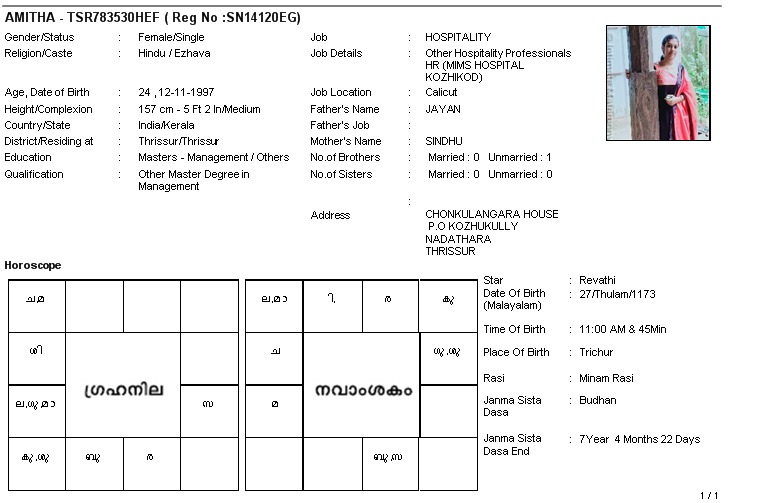 AMITHA - TSR783530HEF ( Reg No :SN14120EG)
Gender/Status : Female/Single Job : HOSPITALITY
Religion/Caste : Hindu / Ezhava Job Details : Other Hospitality Professionals
HR (MIMS HOSPITAL
KOZHIKOD)
Age, Date of Birth : 24 , 12-11-1997 Job Location : Calicut
Height/Complexion : 157 cm - 5 Ft 2 In/Medium Father's Name : JAYAN
Country/State : India/Kerala Father's Job :
District/Residing at : Thrissur/Thrissur Mother's Name : SINDHU
Education : Masters - Management / Others No.of Brothers : Married : 0 Unmarried : 1
Qualification : Other Master Degree in No.of Sisters : Married : 0 Unmarried : 0
Management
:
Address CHONKULANGARA HOUSE
P.O KOZHUKULLY
NADATHARA
THRISSUR
Horoscope
ച,മ
ശി
ഗ്രഹനില
ല,ഗു,മാ സ
കു,ശു ബു ര
ല,മാ ര കു
ച ഗു,ശു
നവാംശകം
മ
ബു,സ
Star : Revathi
Date Of Birth : 27/Thulam/1173
(Malayalam)
Time Of Birth : 11:00 AM & 45Min
Place Of Birth : Trichur
Rasi : Minam Rasi
Janma Sista : Budhan
Dasa
Janma Sista : 7Year 4 Months 22 Days
Dasa End
1 / 1